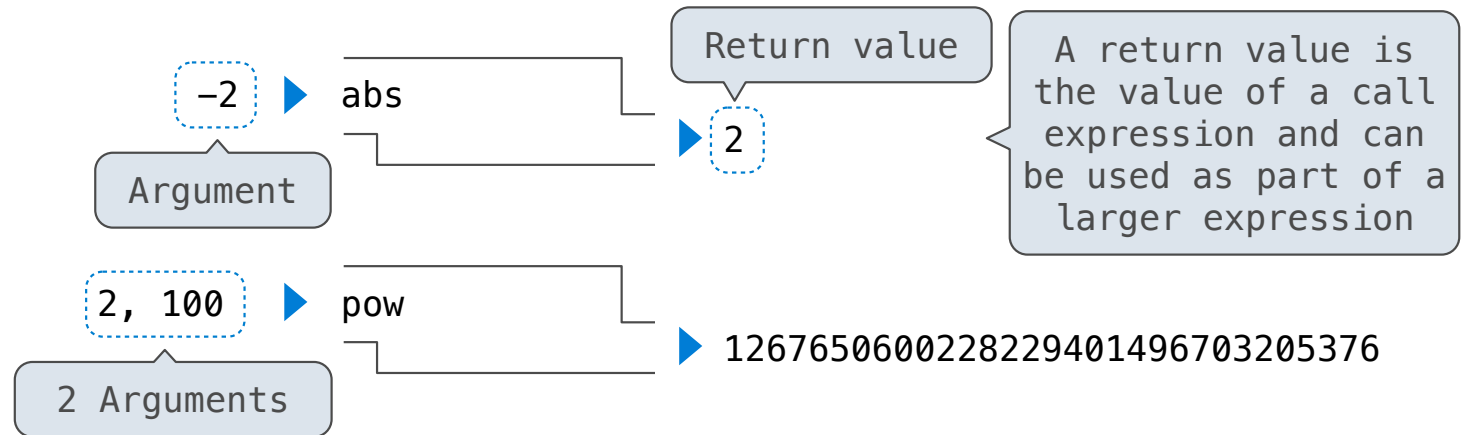 Return value
A return value is
the value of a call
expression and can
be used as part of a
larger expression
−2
abs
2
Argument
2, 100
pow
1267650600228229401496703205376
2 Arguments